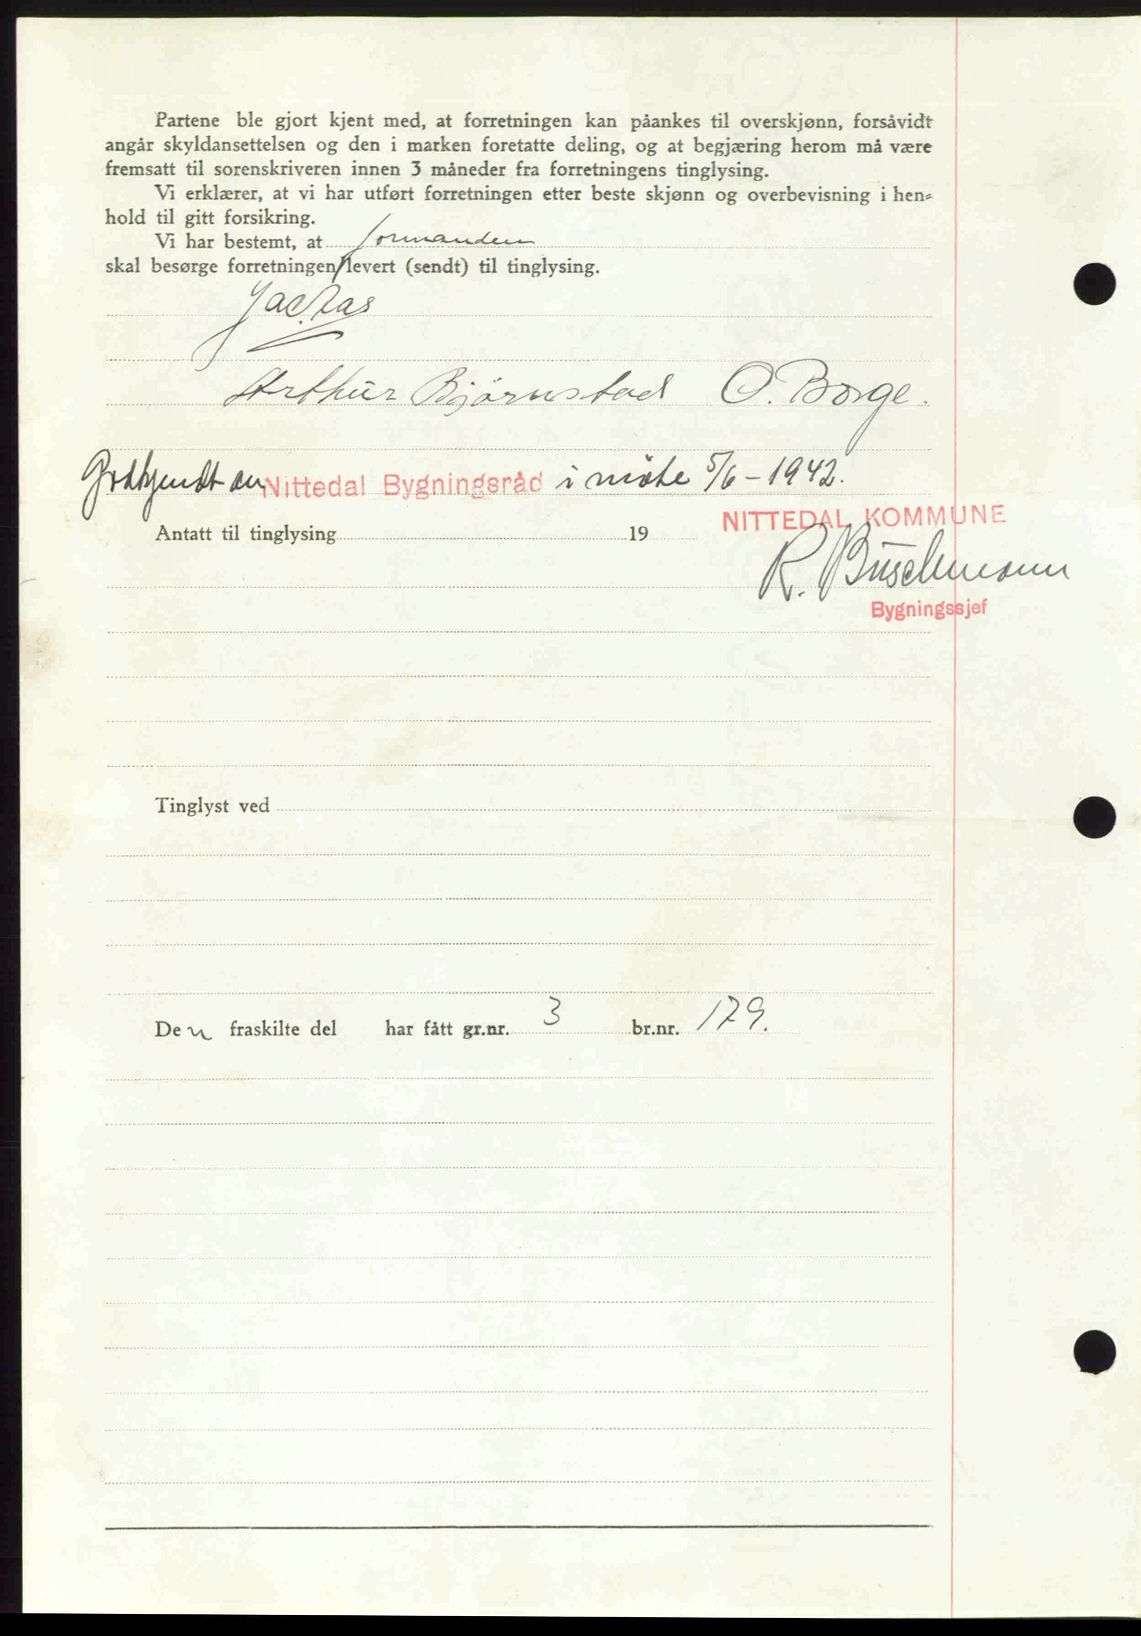 Partene ble gjort kjent med, at forretningen kan påankes til overskjønn, forsåvidt
angår skyldansettelsen og den i marken foretatte deling, og at begjæring herom må være
fremsatt til sorenskriveren innen 3 måneder fra forretningens tinglysing.
Vi erklærer, at vi har utført forretningen etter beste skjønn og overbevisning i hen-
hold til gitt forsikring.
Vi har bestemt, at formanden
skal besørge forretningen levert (sendt) til tinglysing.
Arthur Bjørnstad O. Borge.
Godkjendt av Nittedal Bygningsråd i møte 5/6-1942.
NITTEDAL KOMMUNE
Antatt til tinglysing 19
R. Buschmann
Bygningssjef
Tinglyst ved
Den fraskilte del har fått gr.nr. 3 br.nr. 179.